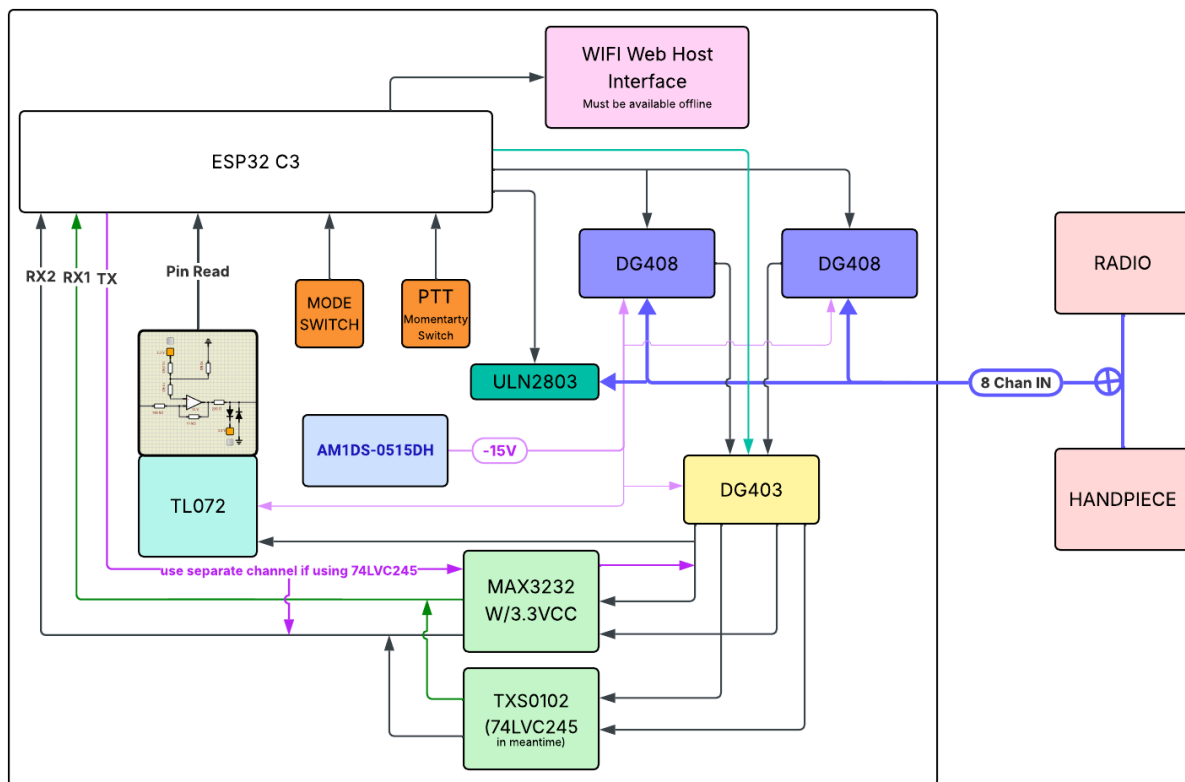 WIFI Web Host
Interface
Must be available offline
ESP32 C3
RX2
RX1
TX
Pin Read
MODE
SWITCH
PTT
Momentarty
Switch
DG408
DG408
RADIO
ULN2803
8 Chan IN
AM1DS-0515DH
-15V
DG403
HANDPIECE
TL072
use separate channel if using 74LVC245
MAX3232
W/3.3VCC
TXS0102
(74LVC245
in meantime)